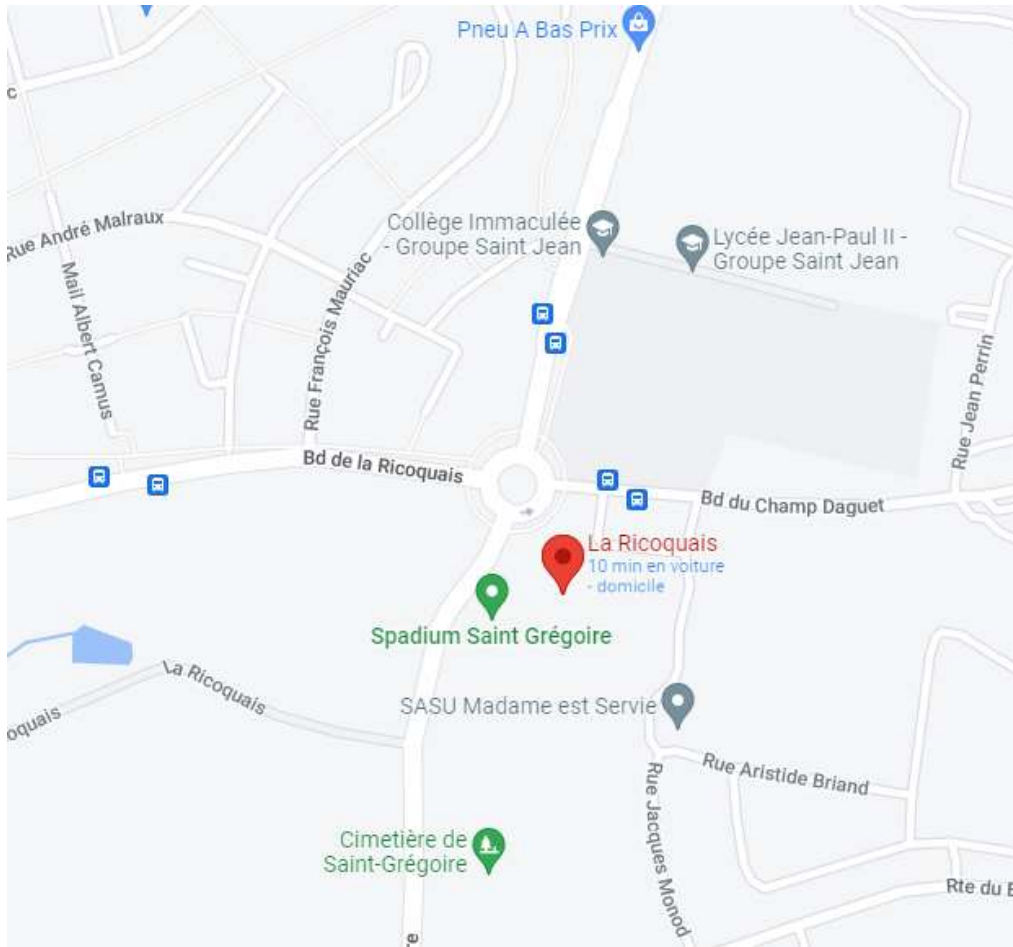 Pneu A Bas Prix
c
Rue André Malraux
Collège Immaculée
- Groupe Saint Jean
Lycée Jean-Paul II -
Groupe Saint Jean
Mail Albert Camus
Rue François Mauriac
Rue Jean Perrin
Bd de la Ricoquais
Bd du Champ Daguet
La Ricoquais
10 min en voiture
- domicile
Spadium Saint Grégoire
La Ricoquais
oquais
SASU Madame est Servie
Rue Aristide Briand
Rue Jacques Monod
Cimetière de
Saint-Grégoire
Rte du B
re